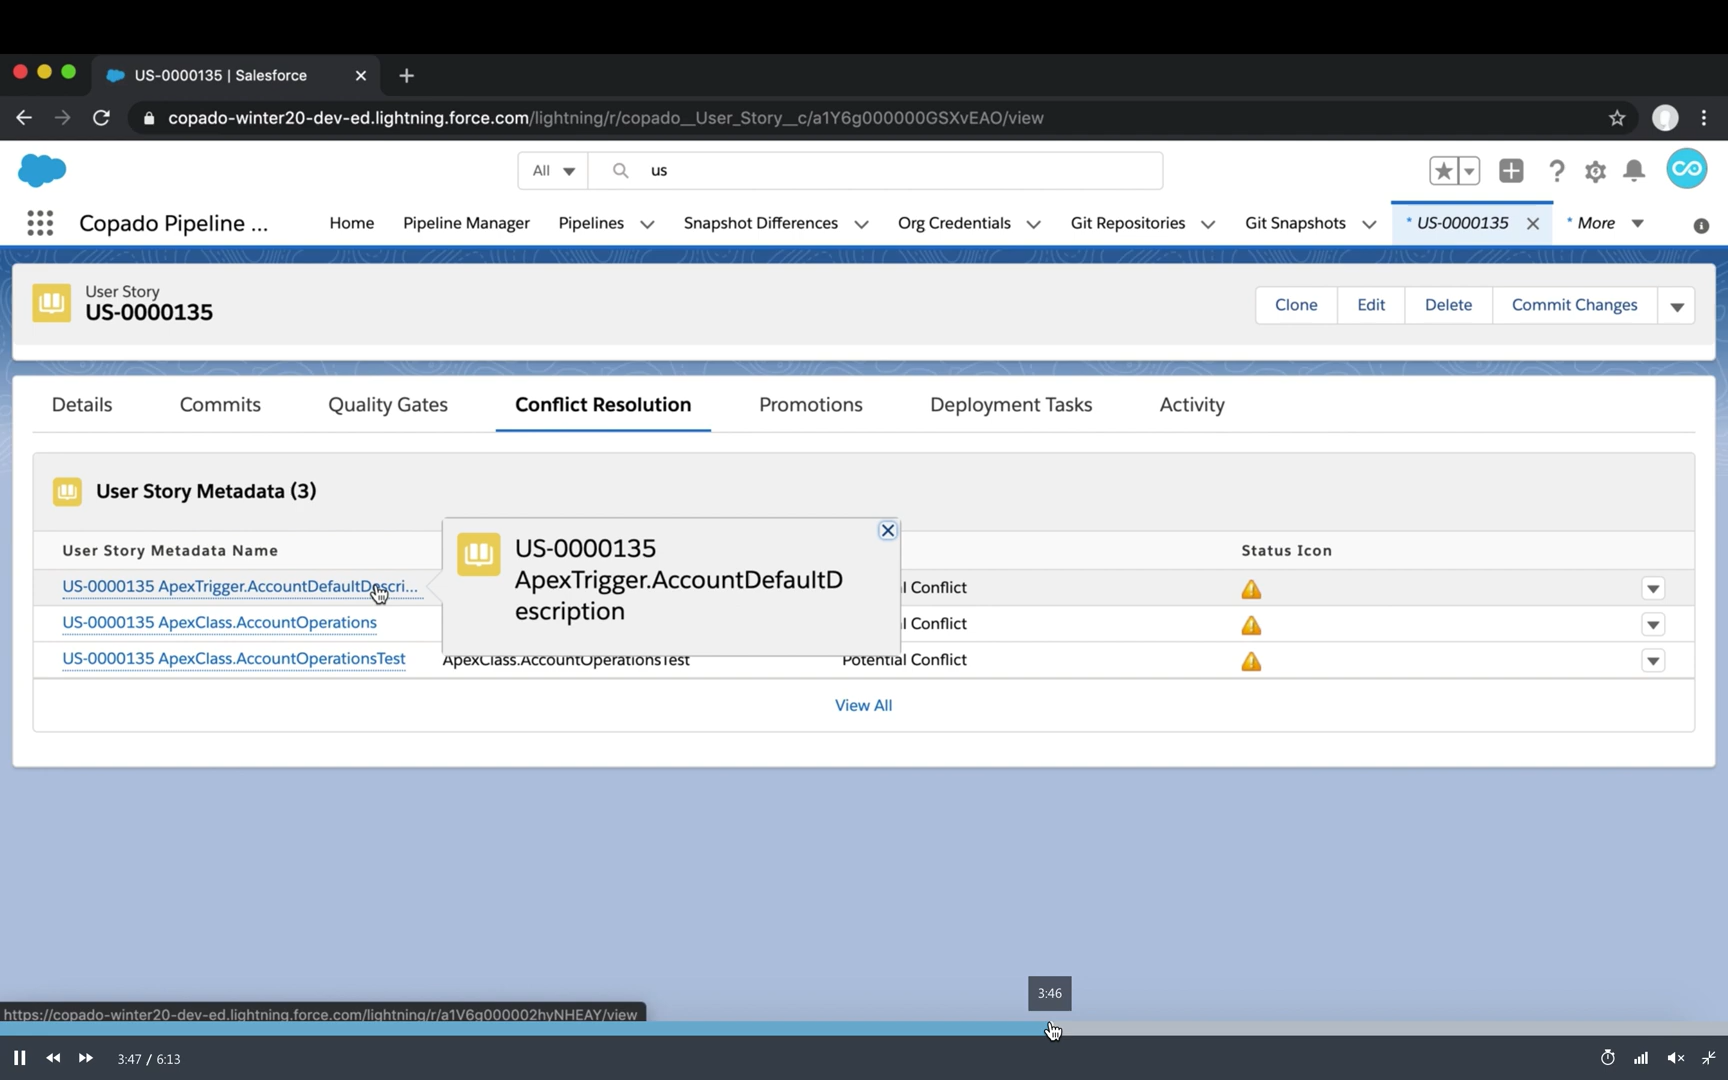 US-0000135 | Salesforce
copado-winter20-dev-ed.lightning.force.com/lightning/r/copado__User_Story__c/a1Y6g000000GSXvEAO/view
All us
Copado Pipeline ... Home Pipeline Manager Pipelines Snapshot Differences Org Credentials Git Repositories Git Snapshots * US-0000135 * More
User Story
US-0000135
Clone Edit Delete Commit Changes
Details Commits Quality Gates Conflict Resolution Promotions Deployment Tasks Activity
User Story Metadata (3)
User Story Metadata Name Status Icon
US-0000135 ApexTrigger.AccountDefaultDescri... l Conflict
US-0000135 ApexClass.AccountOperations l Conflict
US-0000135 ApexClass.AccountOperationsTest ApexClass.AccountOperationsTest Potential Conflict
US-0000135
ApexTrigger.AccountDefaultD
escription
View All
3:46
https://copado-winter20-dev-ed.lightning.force.com/lightning/r/a1V6g000002hyNHEAY/view
3:47 / 6:13